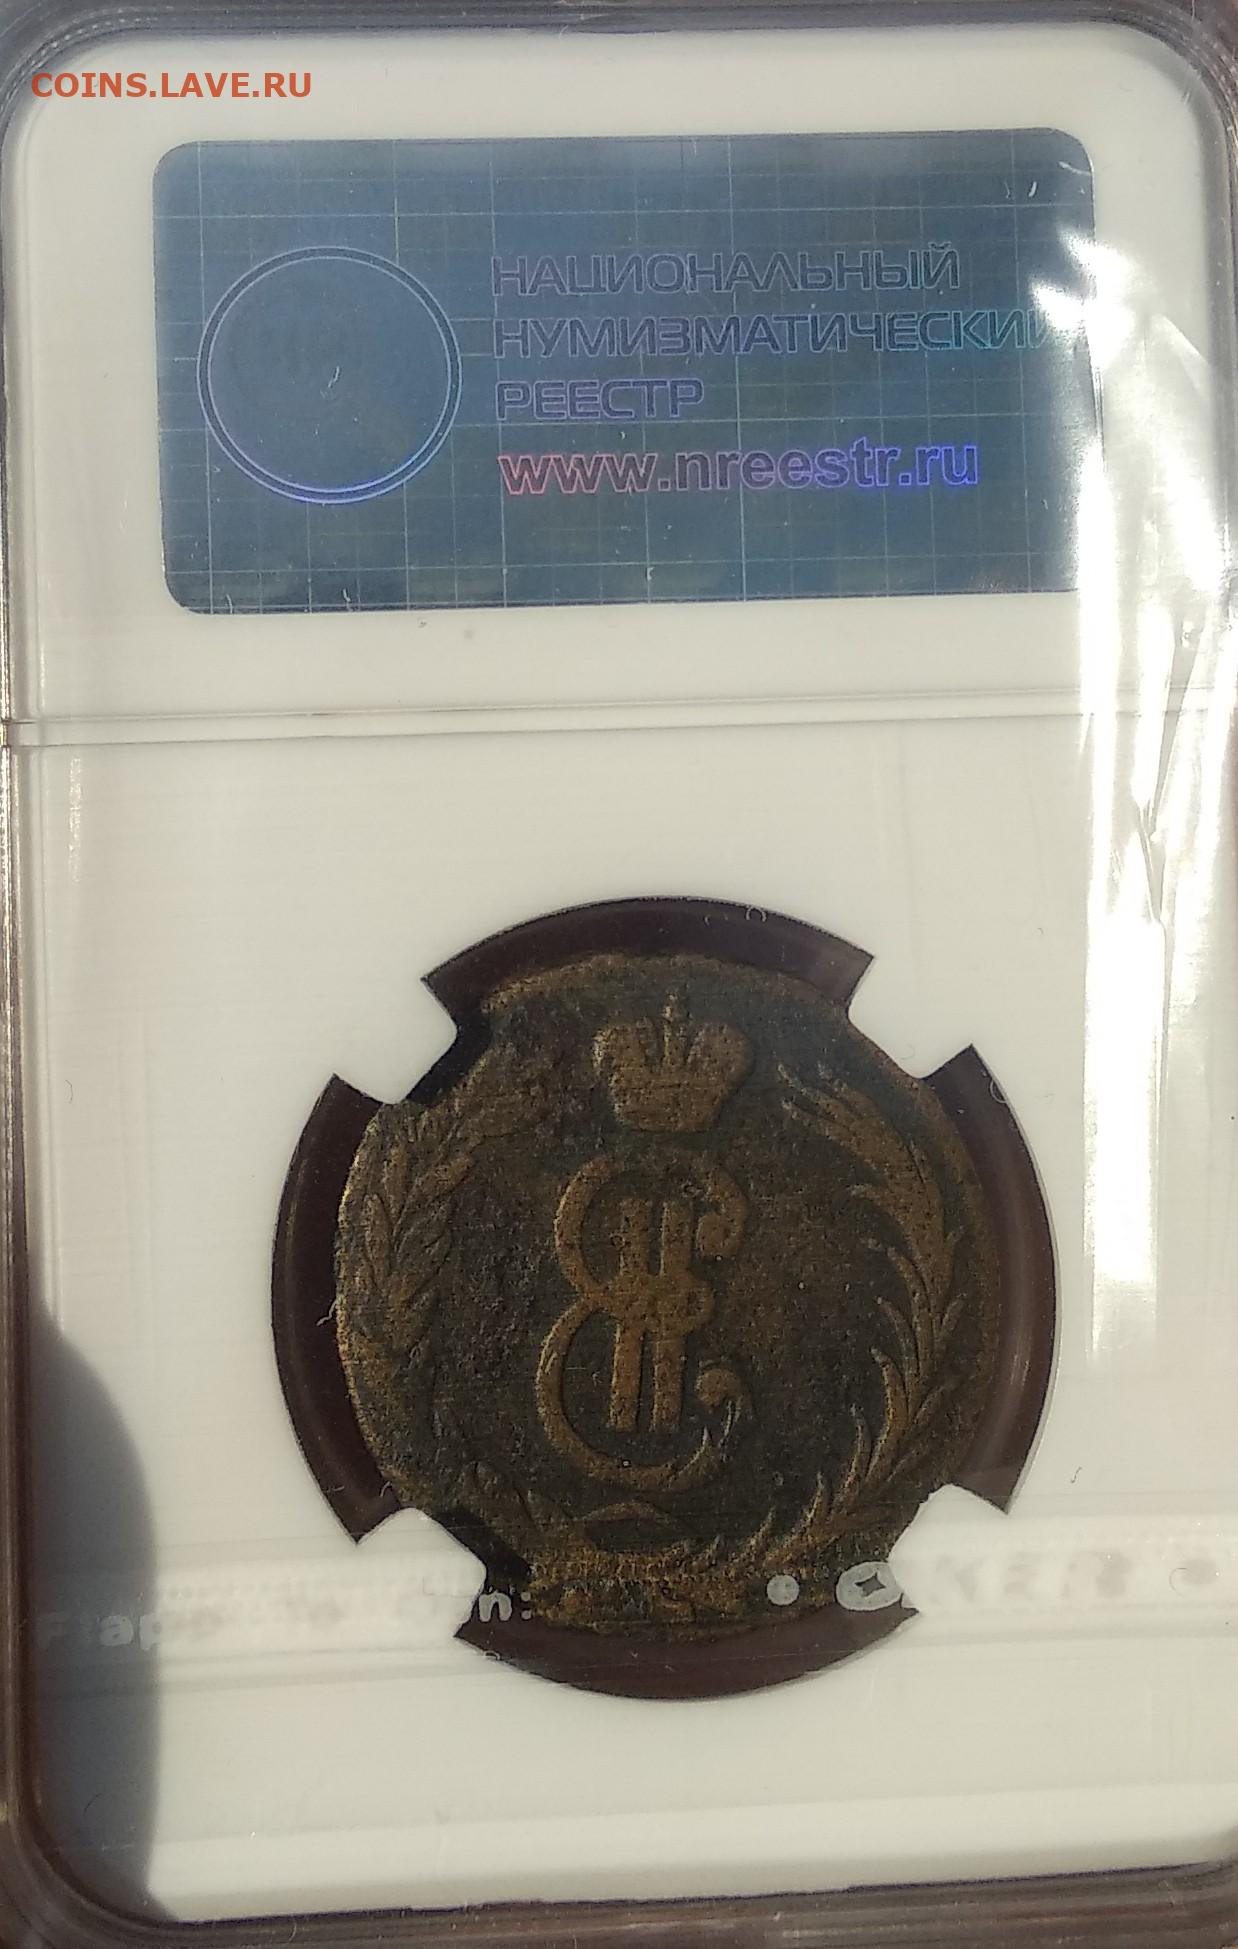 COINS.LAVE.RU
НАЦИОНАЛЬНЫЙ
НУМИЗМАТИЧЕСКИЙ
РЕЕСТР
www.nreestr.ru